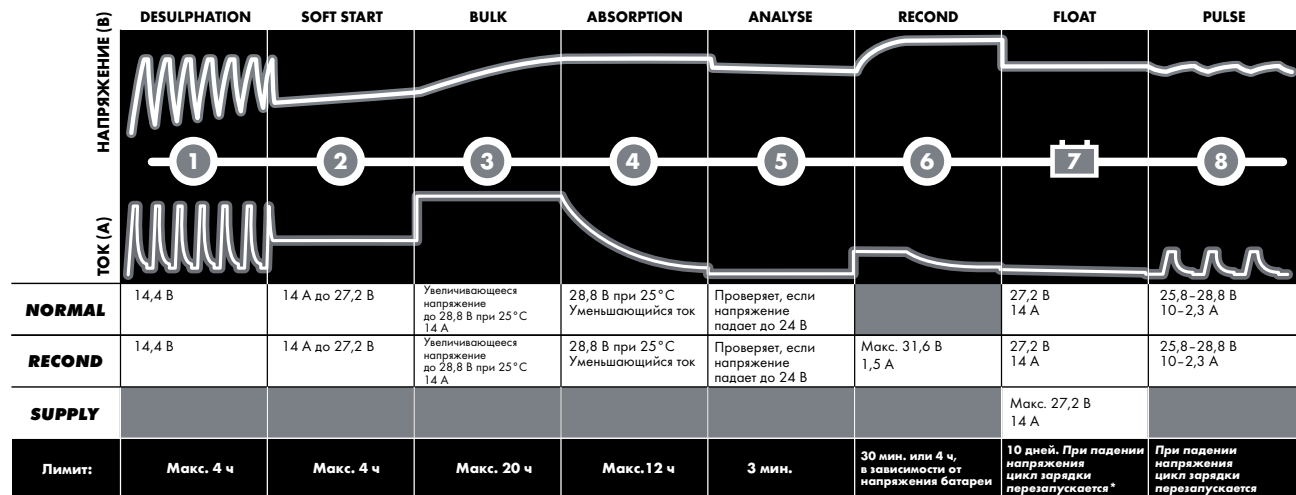 DESULPHATION SOFT START BULK ABSORPTION ANALYSE RECOND FLOAT PULSE
НАПРЯЖЕНИЕ (В)
1 2 3 4 5 6 7 8
ТОК (А)
NORMAL
14,4 В
14 А до 27,2 В
Увеличивающееся
напряжение
до 28,8 В при 25°C
14 А
28,8 В при 25°C
Уменьшающийся ток
Проверяет, если
напряжение
падает до 24 В
27,2 В
14 А
25,8–28,8 В
10–2,3 А
RECOND
14,4 В
14 А до 27,2 В
Увеличивающееся
напряжение
до 28,8 В при 25°C
14 А
28,8 В при 25°C
Уменьшающийся ток
Проверяет, если
напряжение
падает до 24 В
Макс. 31,6 В
1,5 А
27,2 В
14 А
25,8–28,8 В
10–2,3 А
SUPPLY
Макс. 27,2 В
14 А
Лимит:
Макс. 4 ч
Макс. 4 ч
Макс. 20 ч
Макс.12 ч
3 мин.
30 мин. или 4 ч,
в зависимости от
напряжения батареи
10 дней. При падении
напряжения
цикл зарядки
перезапускается*
При падении
напряжения
цикл зарядки
перезапускается